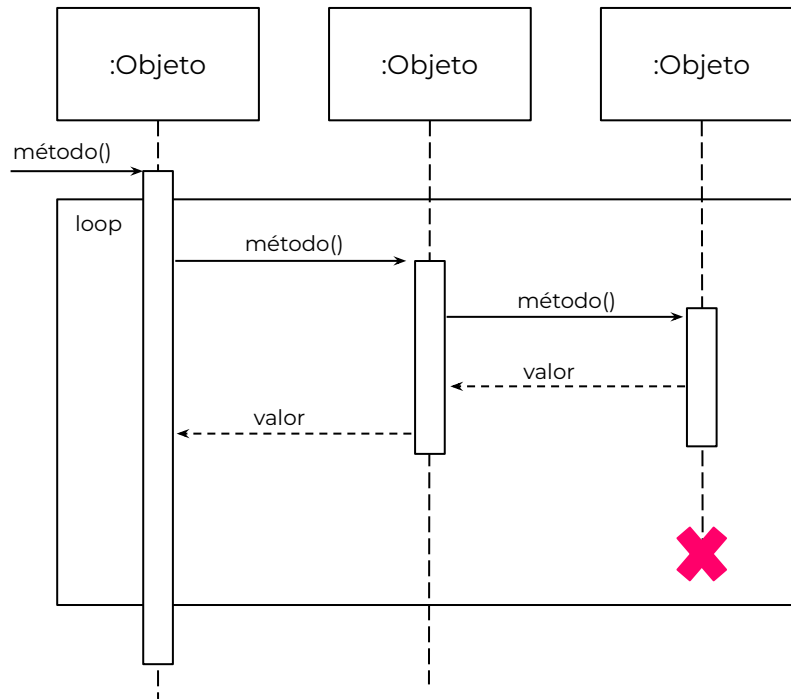 :Objeto
:Objeto
:Objeto
método()
loop
método()
método()
valor
valor